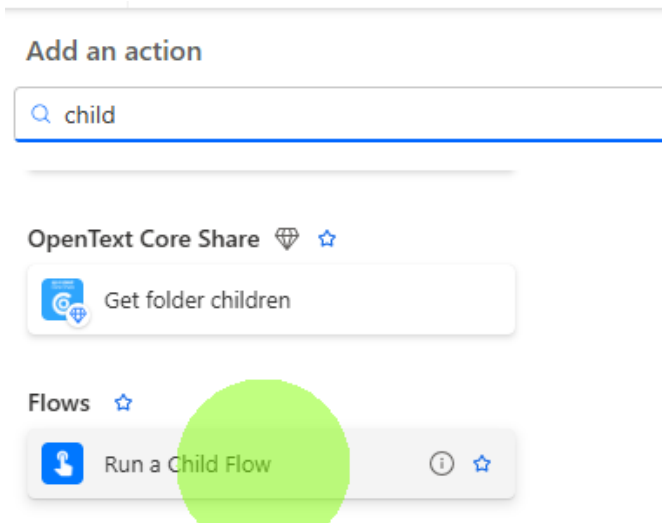 Add an action
child
OpenText Core Share
Get folder children
Flows
Run a Child Flow